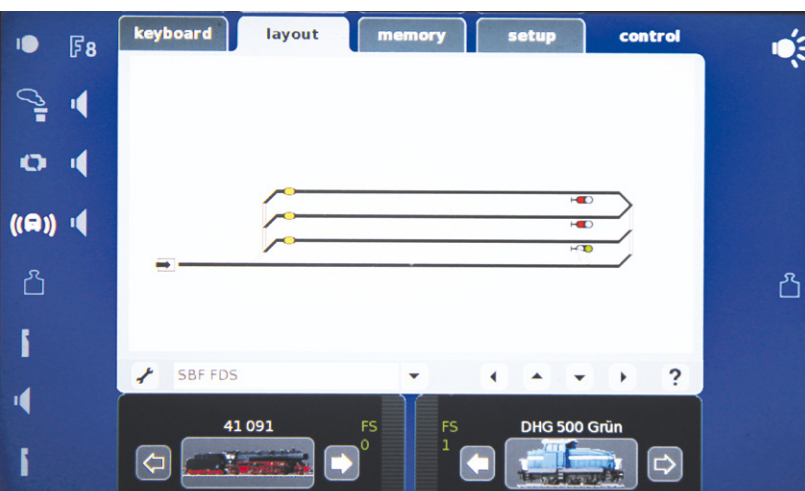 keyboard layout memory setup control
F8
SBF FDS ?
41 091 FS 0
FS 1 DHG 500 Grün